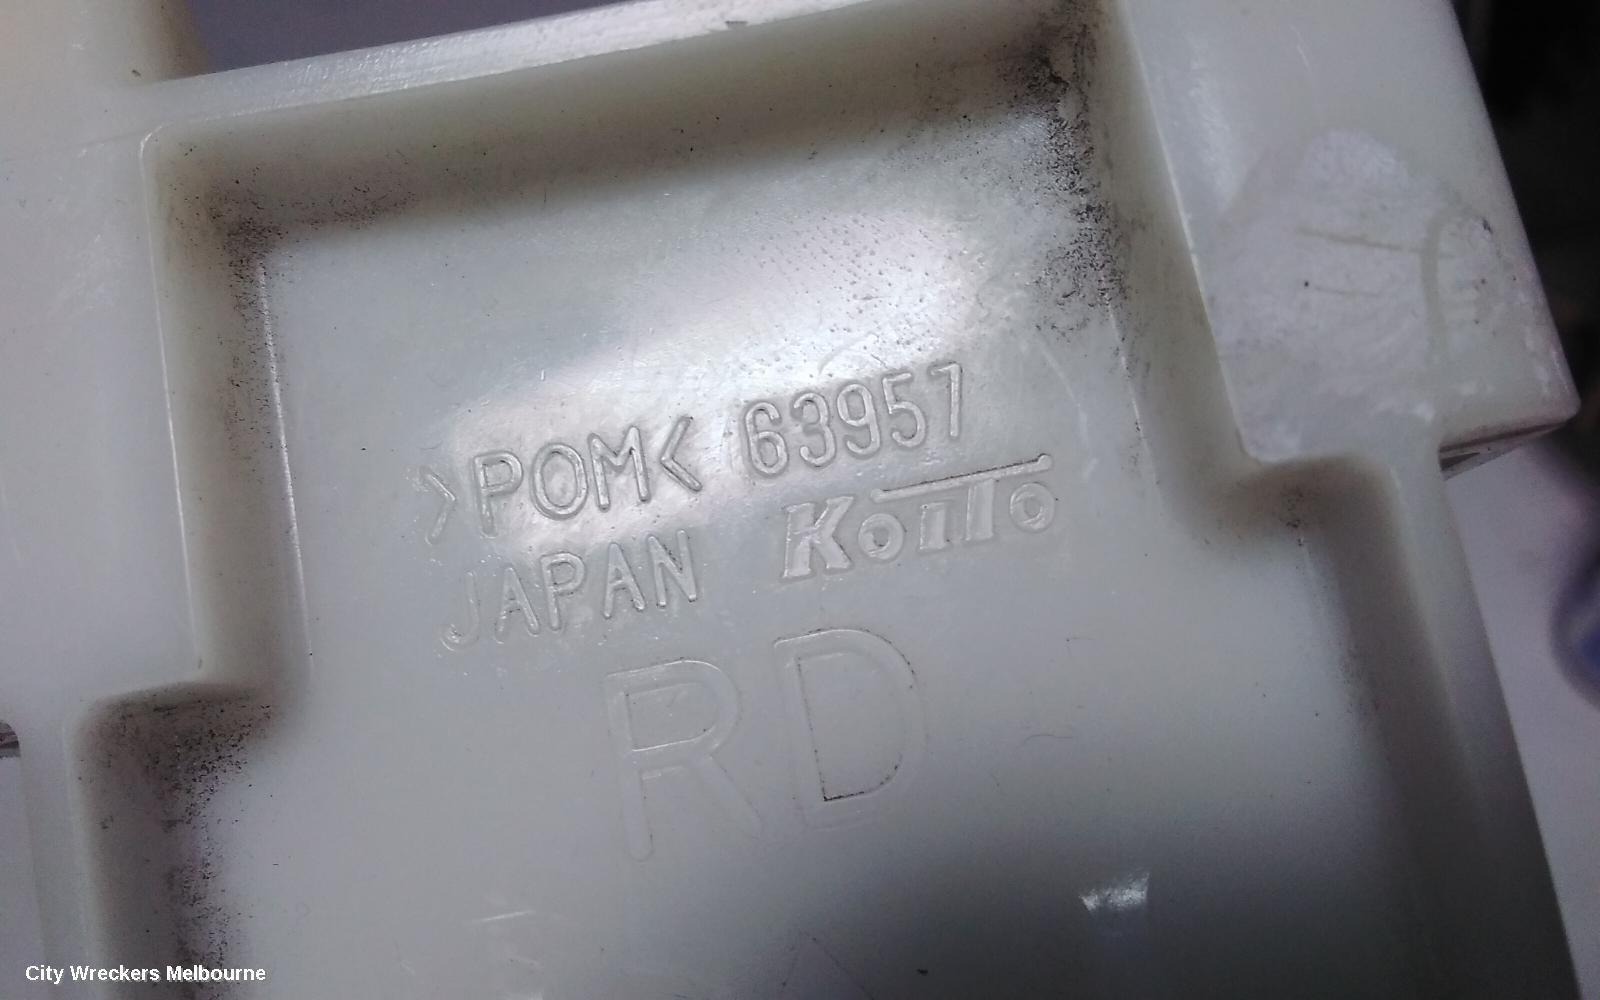 >POM< 63957
JAPAN Koito
RD
City Wreckers Melbourne